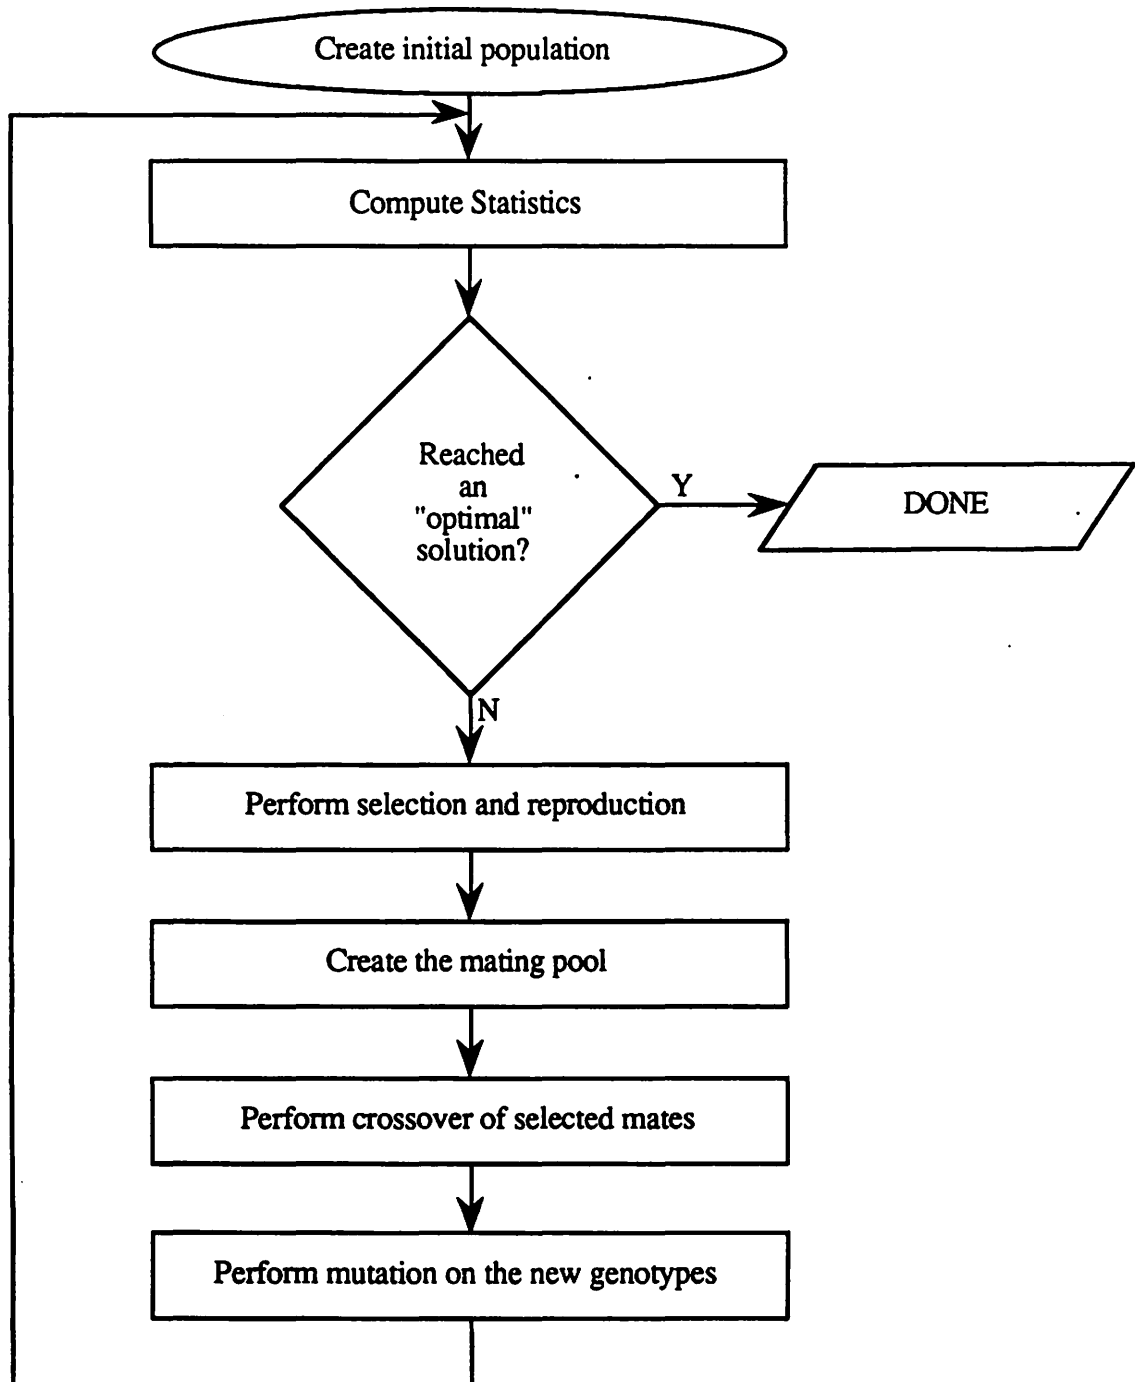 Create initial population
Compute Statistics
Reached
an
"optimal"
solution?
Y
DONE
N
Perform selection and reproduction
Create the mating pool
Perform crossover of selected mates
Perform mutation on the new genotypes